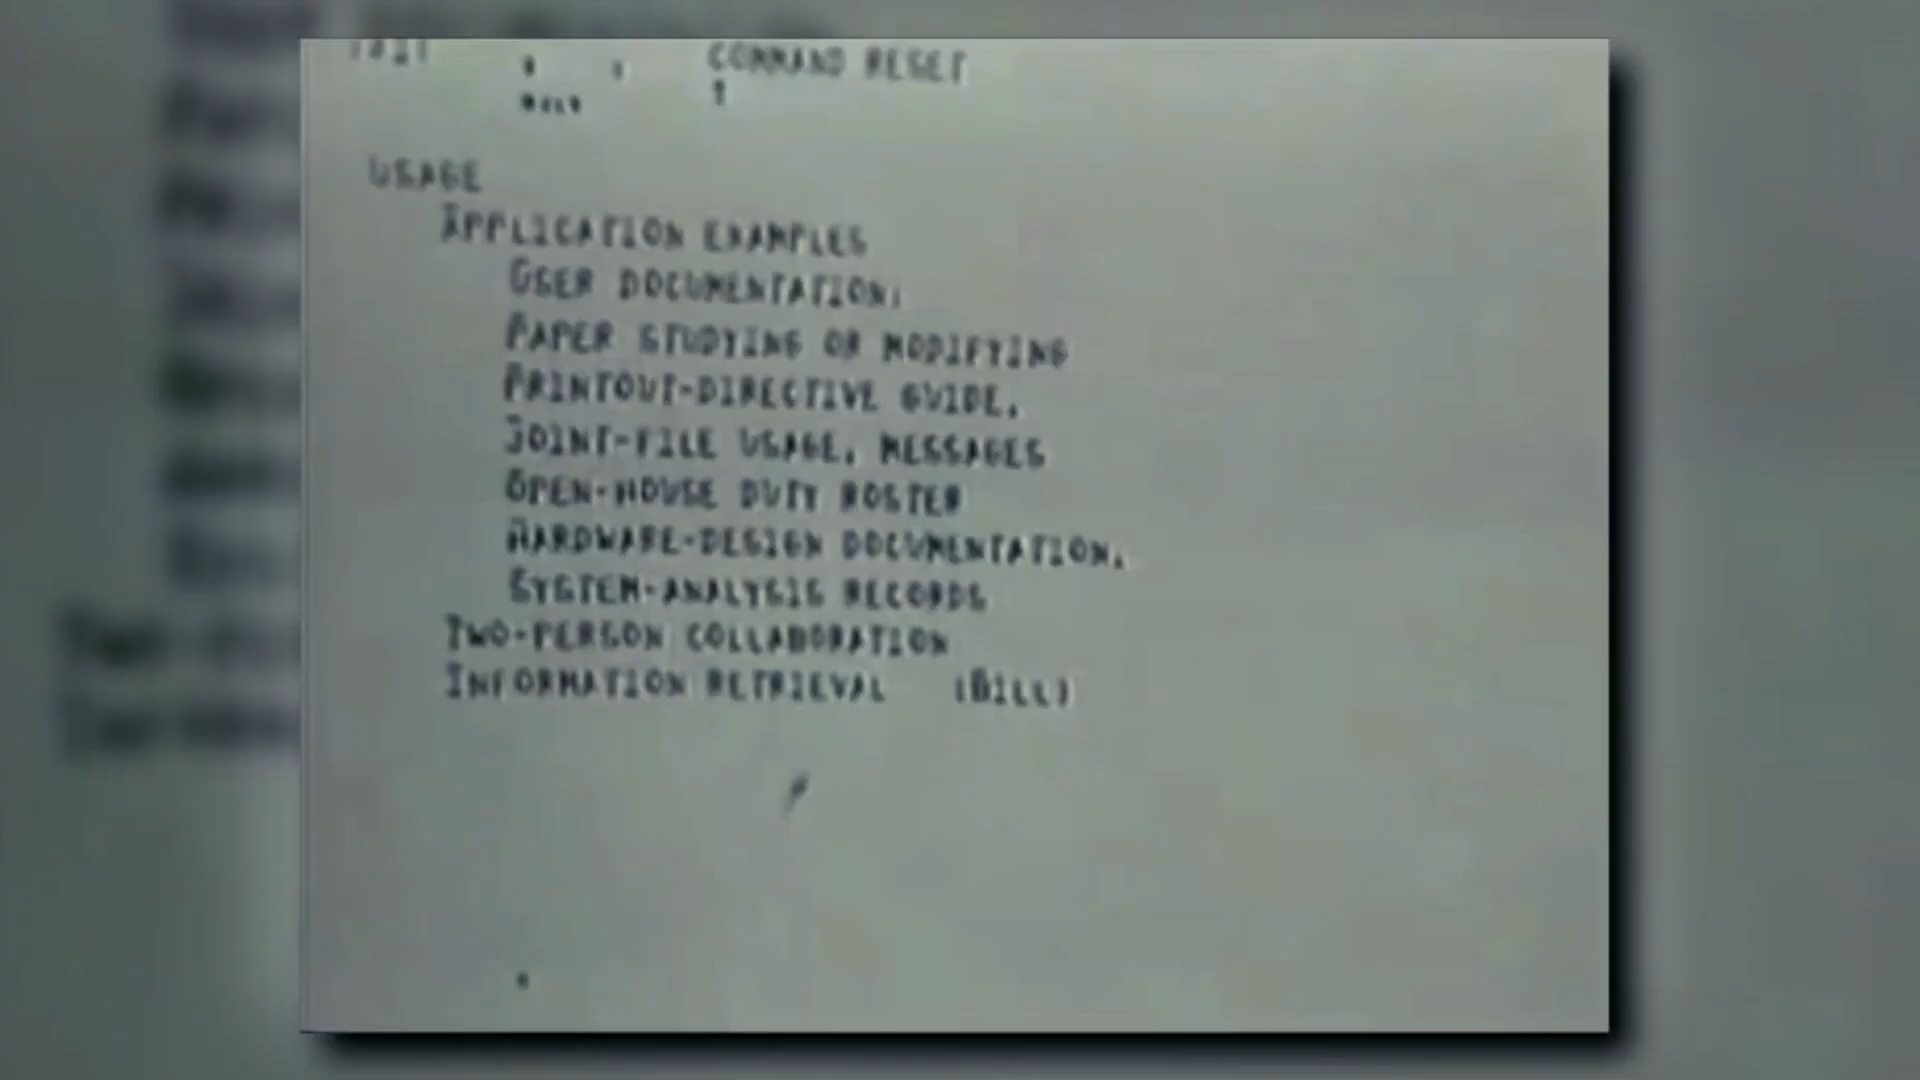 COMMAND RESET
USAGE
APPLICATION EXAMPLES
USER DOCUMENTATION,
PAPER STUDYING OR MODIFYING
PRINTOUT-DIRECTIVE GUIDE,
JOINT-FILE USAGE, MESSAGES
OPEN-HOUSE DUTY ROSTER
HARDWARE-DESIGN DOCUMENTATION,
SYSTEM-ANALYSIS RECORDS
TWO-PERSON COLLABORATION
INFORMATION RETRIEVAL (BILL)